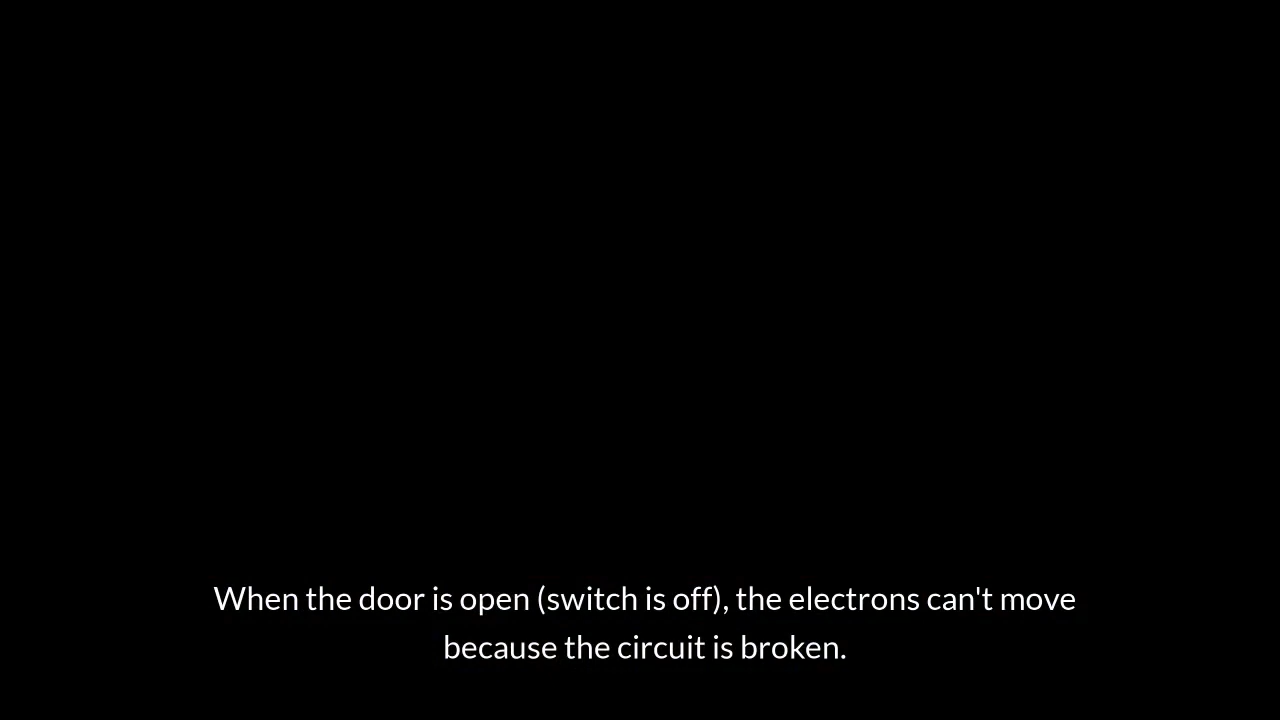 When the door is open (switch is off), the electrons can't move
because the circuit is broken.